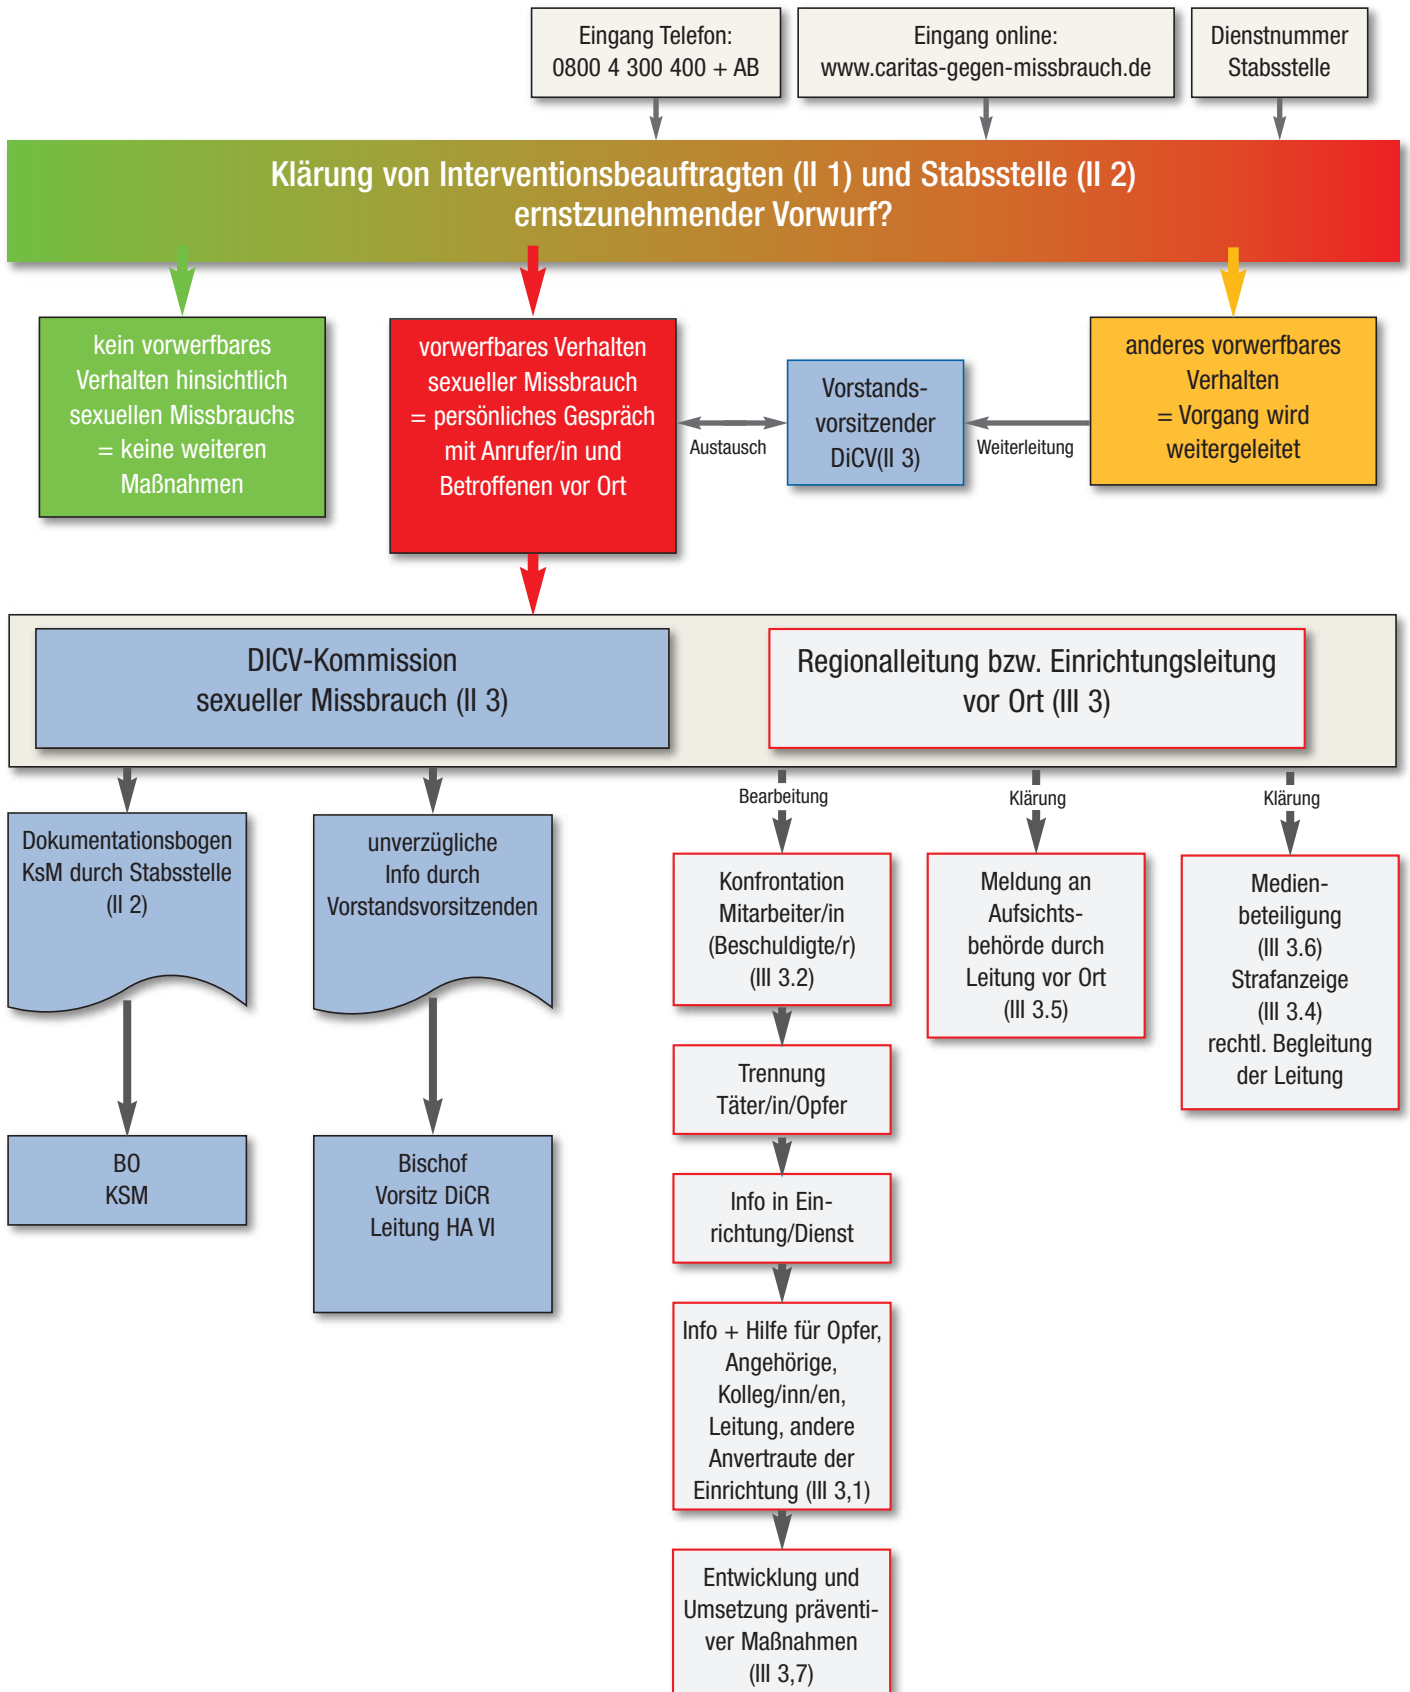 Eingang Telefon:
0800 4 300 400 + AB
Eingang online:
www.caritas-gegen-missbrauch.de
Dienstnummer
Stabsstelle
Klärung von Interventionsbeauftragten (II 1) und Stabsstelle (II 2)
ernstzunehmender Vorwurf?
kein vorwerfbares
Verhalten hinsichtlich
sexuellen Missbrauchs
= keine weiteren
Maßnahmen
vorwerfbares Verhalten
sexueller Missbrauch
= persönliches Gespräch
mit Anrufer/in und
Betroffenen vor Ort
Austausch
Vorstands-
vorsitzender
DiCV(II 3)
Weiterleitung
anderes vorwerfbares
Verhalten
= Vorgang wird
weitergeleitet
DICV-Kommission
sexueller Missbrauch (II 3)
Regionalleitung bzw. Einrichtungsleitung
vor Ort (III 3)
Dokumentationsbogen
KsM durch Stabsstelle
(II 2)
BO
KSM
unverzügliche
Info durch
Vorstandsvorsitzenden
Bischof
Vorsitz DiCR
Leitung HA VI
Bearbeitung
Konfrontation
Mitarbeiter/in
(Beschuldigte/r)
(III 3.2)
Trennung
Täter/in/Opfer
Info in Ein-
richtung/Dienst
Info + Hilfe für Opfer,
Angehörige,
Kolleg/inn/en,
Leitung, andere
Anvertraute der
Einrichtung (III 3,1)
Entwicklung und
Umsetzung präventi-
ver Maßnahmen
(III 3,7)
Klärung
Meldung an
Aufsichts-
behörde durch
Leitung vor Ort
(III 3.5)
Klärung
Medien-
beteiligung
(III 3.6)
Strafanzeige
(III 3.4)
rechtl. Begleitung
der Leitung